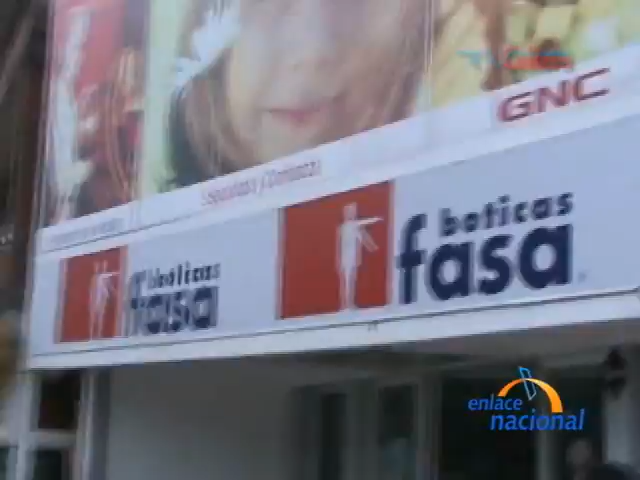 GNC
boticas
fasa
boticas
fasa
enlace
nacional